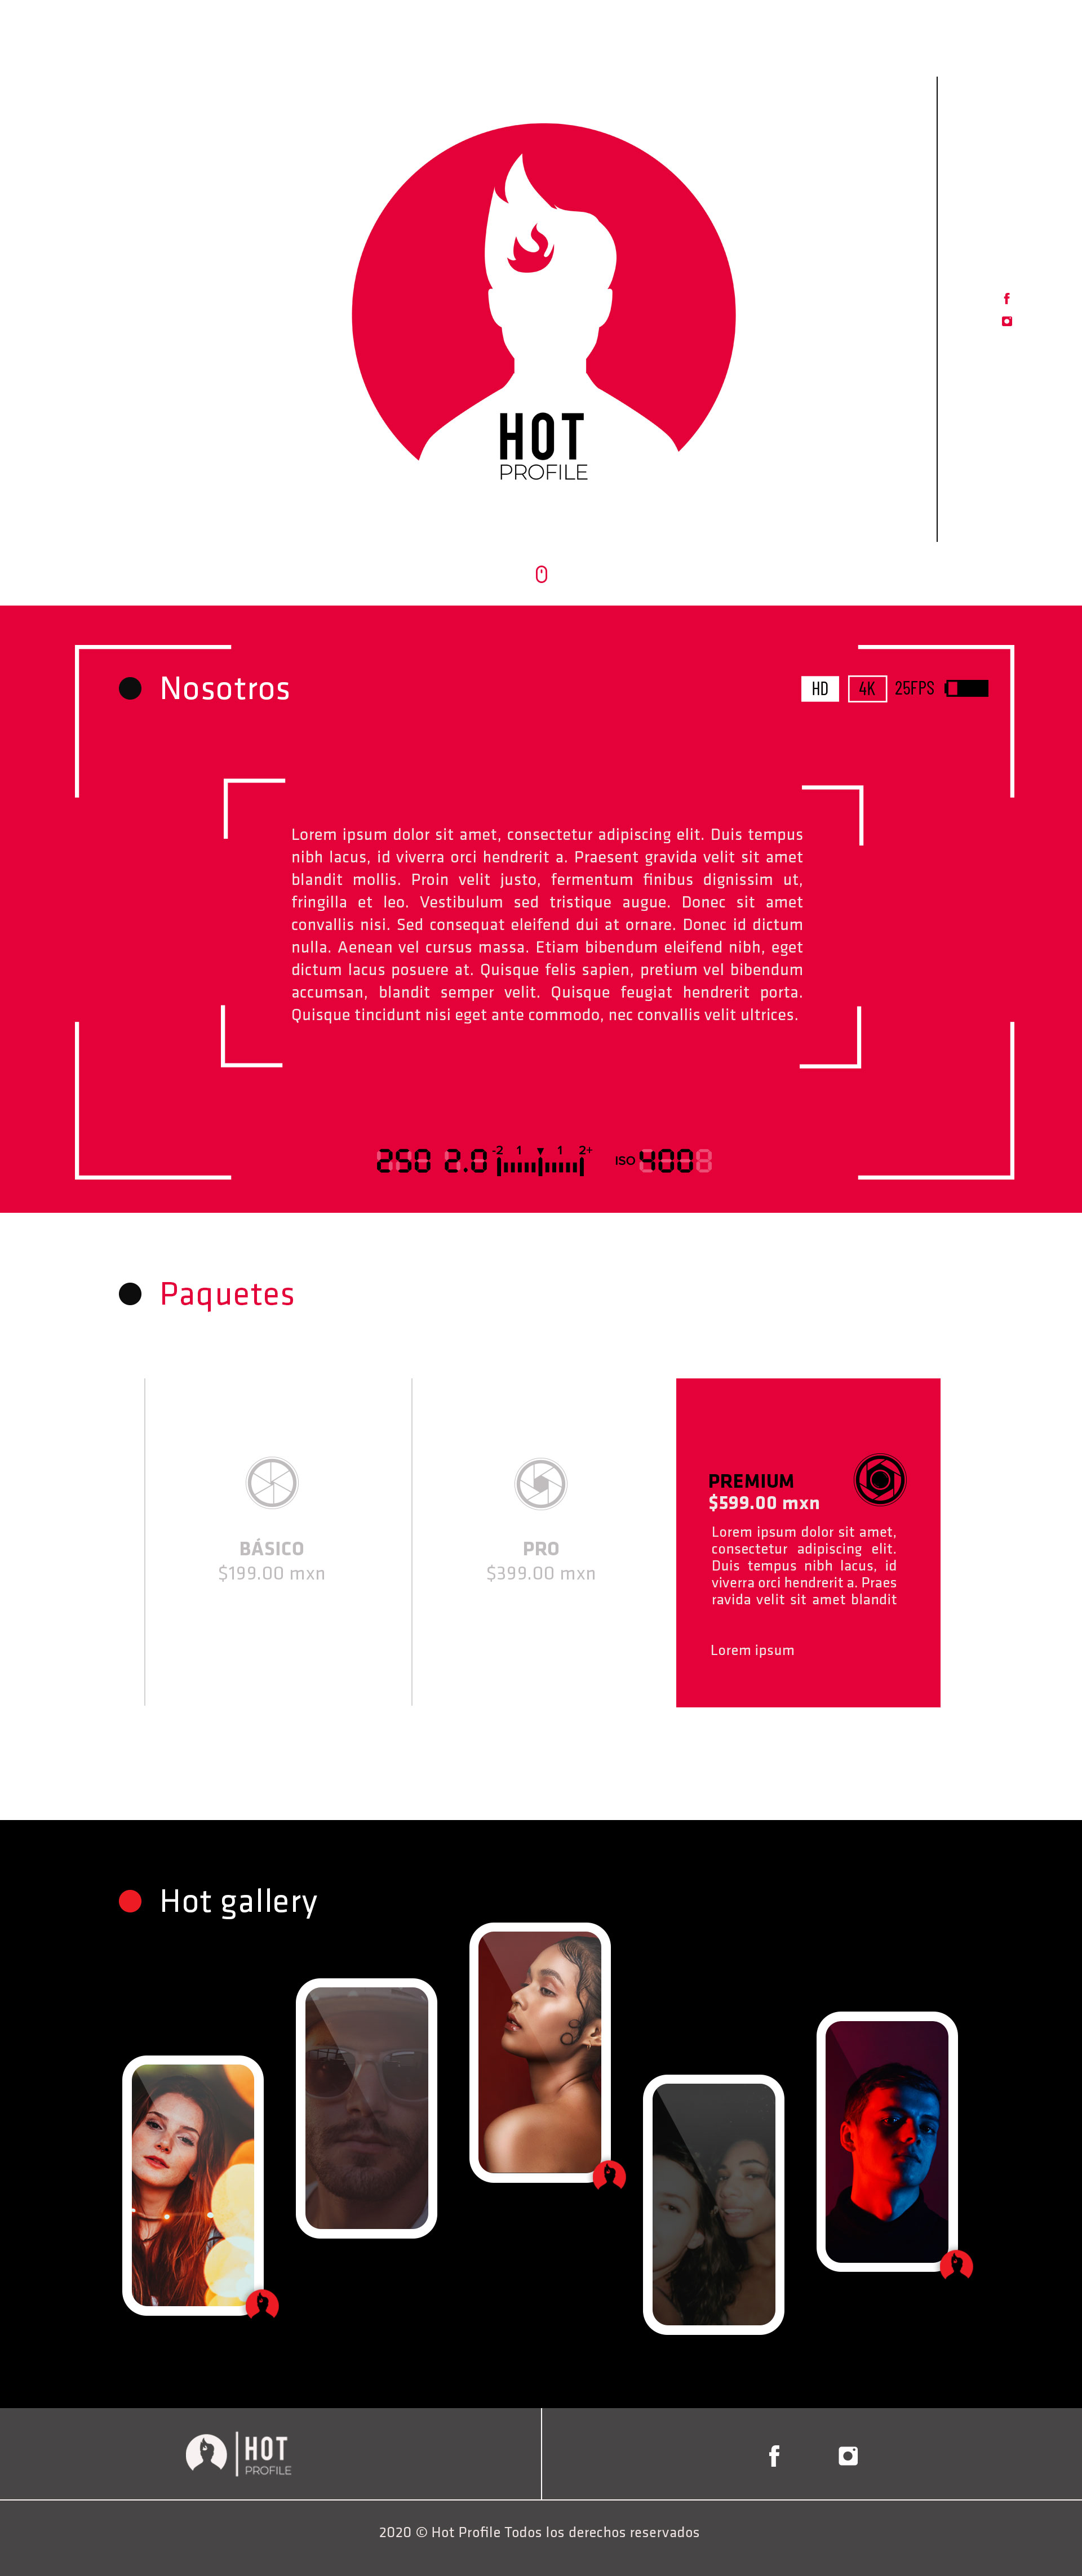 HOT
PROFILE
Nosotros
HD 4K 25FPS
Lorem ipsum dolor sit amet, consectetur adipiscing elit. Duis tempus
nibh lacus, id viverra orci hendrerit a. Praesent gravida velit sit amet
blandit mollis. Proin velit justo, fermentum finibus dignissim ut,
fringilla et leo. Vestibulum sed tristique augue. Donec sit amet
convallis nisi. Sed consequat eleifend dui at ornare. Donec id dictum
nulla. Aenean vel cursus massa. Etiam bibendum eleifend nibh, eget
dictum lacus posuere at. Quisque felis sapien, pretium vel bibendum
accumsan, blandit semper velit. Quisque feugiat hendrerit porta.
Quisque tincidunt nisi eget ante commodo, nec convallis velit ultrices.
250 2.0 -2 1 1 2+ ISO 400
Paquetes
BÁSICO
$199.00 mxn
PRO
$399.00 mxn
PREMIUM
$599.00 mxn
Lorem ipsum dolor sit amet,
consectetur adipiscing elit.
Duis tempus nibh lacus, id
viverra orci hendrerit a. Praes
ravida velit sit amet blandit
Lorem ipsum
Hot gallery
HOT
PROFILE
2020 © Hot Profile Todos los derechos reservados